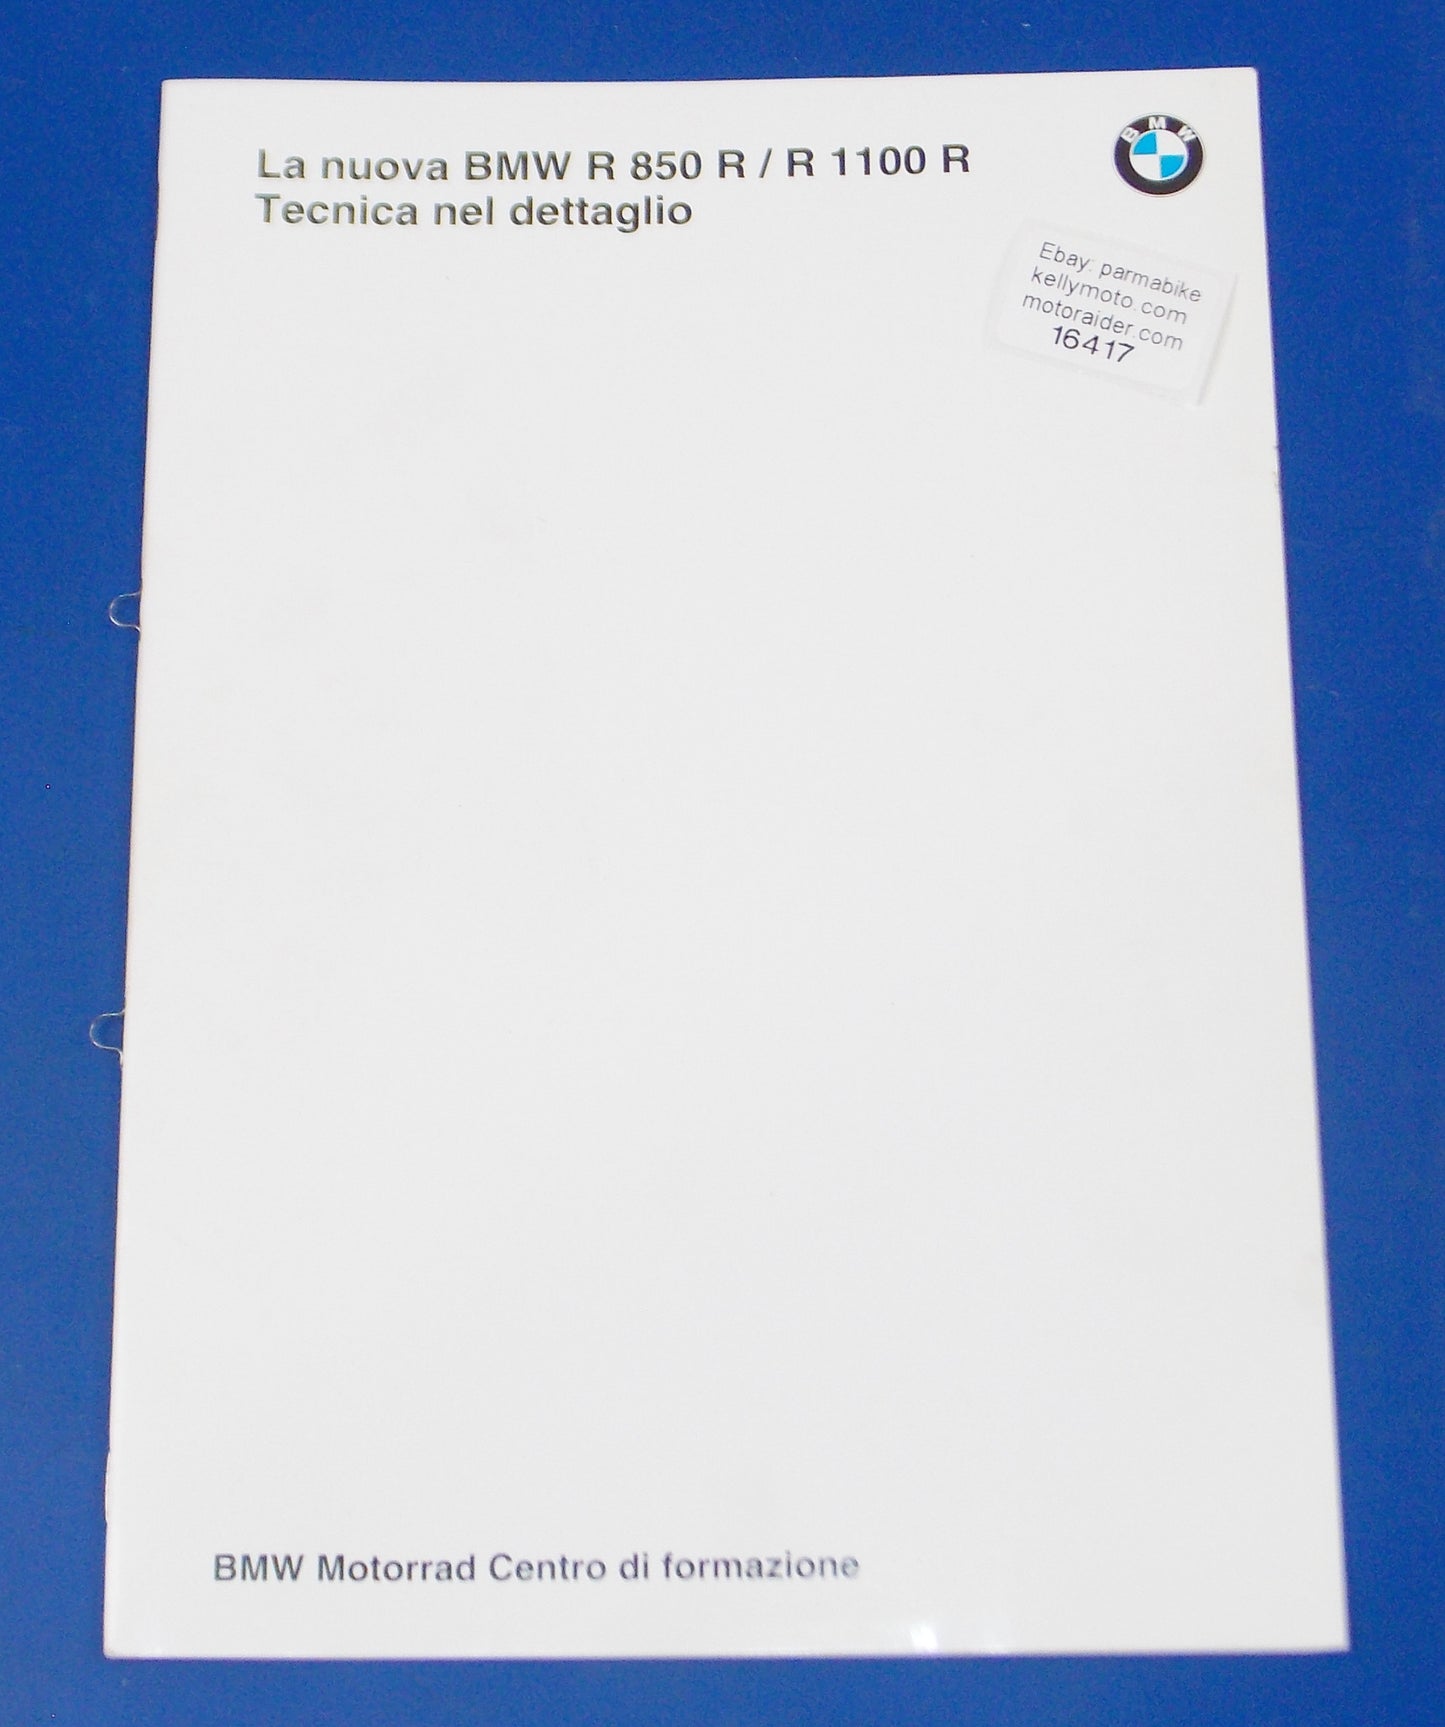 La nuova BMW R 850 R / R 1100 R
Tecnica nel dettaglio
BMW
Ebay: parmabike
kellymoto.com
motoraider.com
16417
BMW Motorrad Centro di formazione